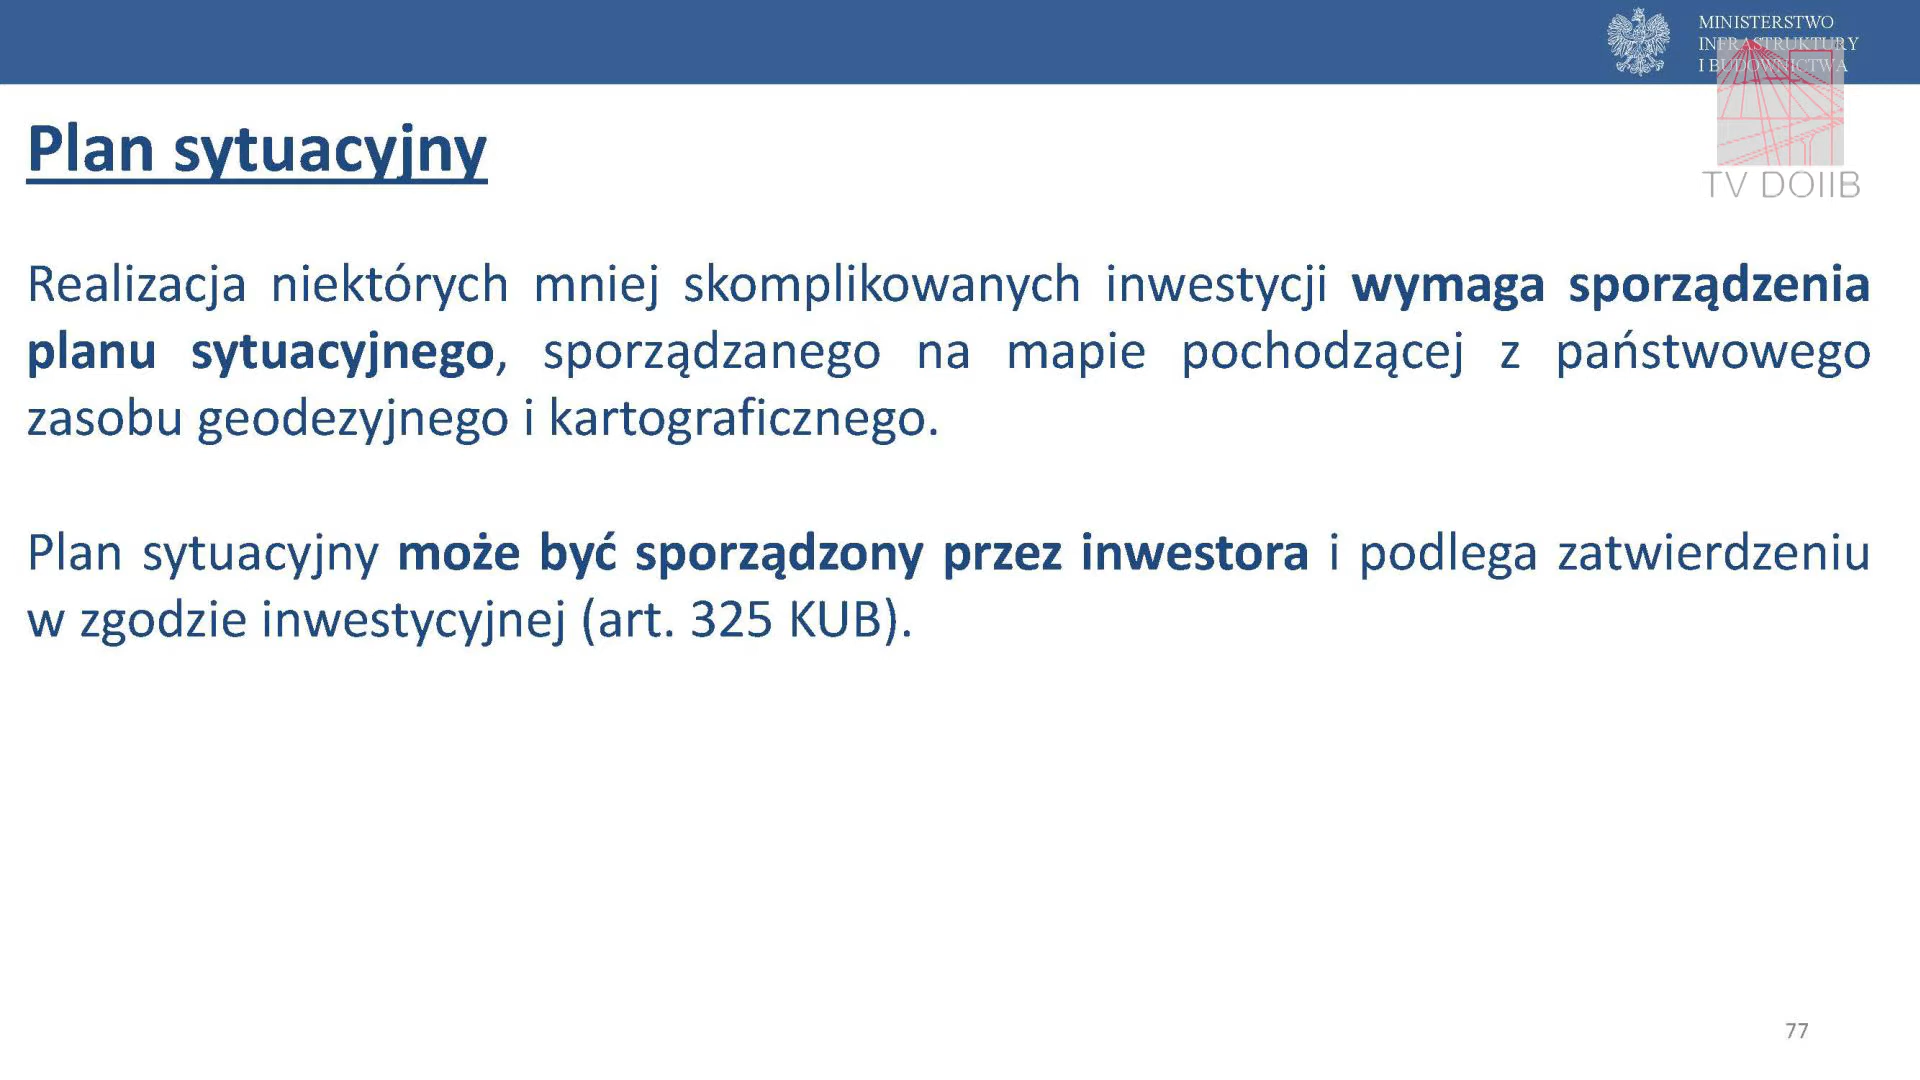 MINISTERSTWO
INFRASTRUKTURY
I BUDOWNICTWA
TV DOIIB
Plan sytuacyjny
Realizacja niektórych mniej skomplikowanych inwestycji wymaga sporządzenia
planu sytuacyjnego, sporządzanego na mapie pochodzącej z państwowego
zasobu geodezyjnego i kartograficznego.
Plan sytuacyjny może być sporządzony przez inwestora i podlega zatwierdzeniu
w zgodzie inwestycyjnej (art. 325 KUB).
77